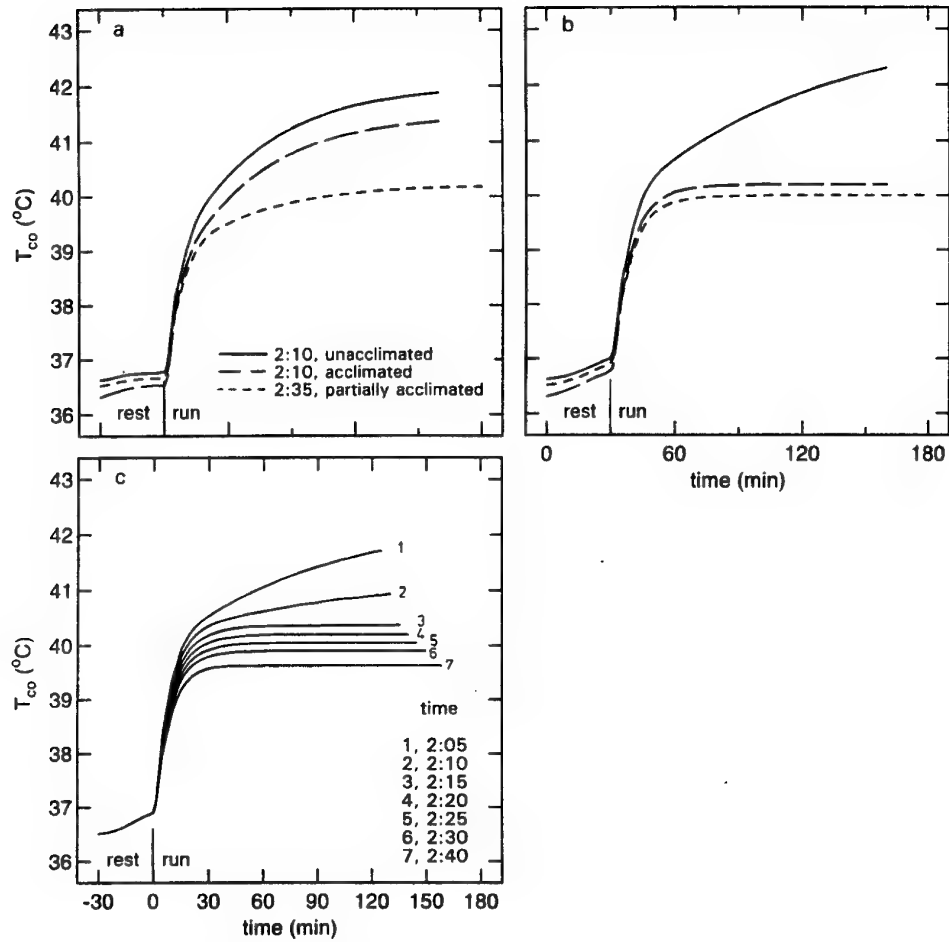 a
43
42
41
40
39
38
37
36
T_co (°C)
2:10, unacclimated
2:10, acclimated
2:35, partially acclimated
rest run
b
rest run
0 60 120 180
time (min)
c
43
42
41
40
39
38
37
36
T_co (°C)
1
2
3
4
5
6
7
time
1, 2:05
2, 2:10
3, 2:15
4, 2:20
5, 2:25
6, 2:30
7, 2:40
rest run
-30 0 30 60 90 120 150 180
time (min)